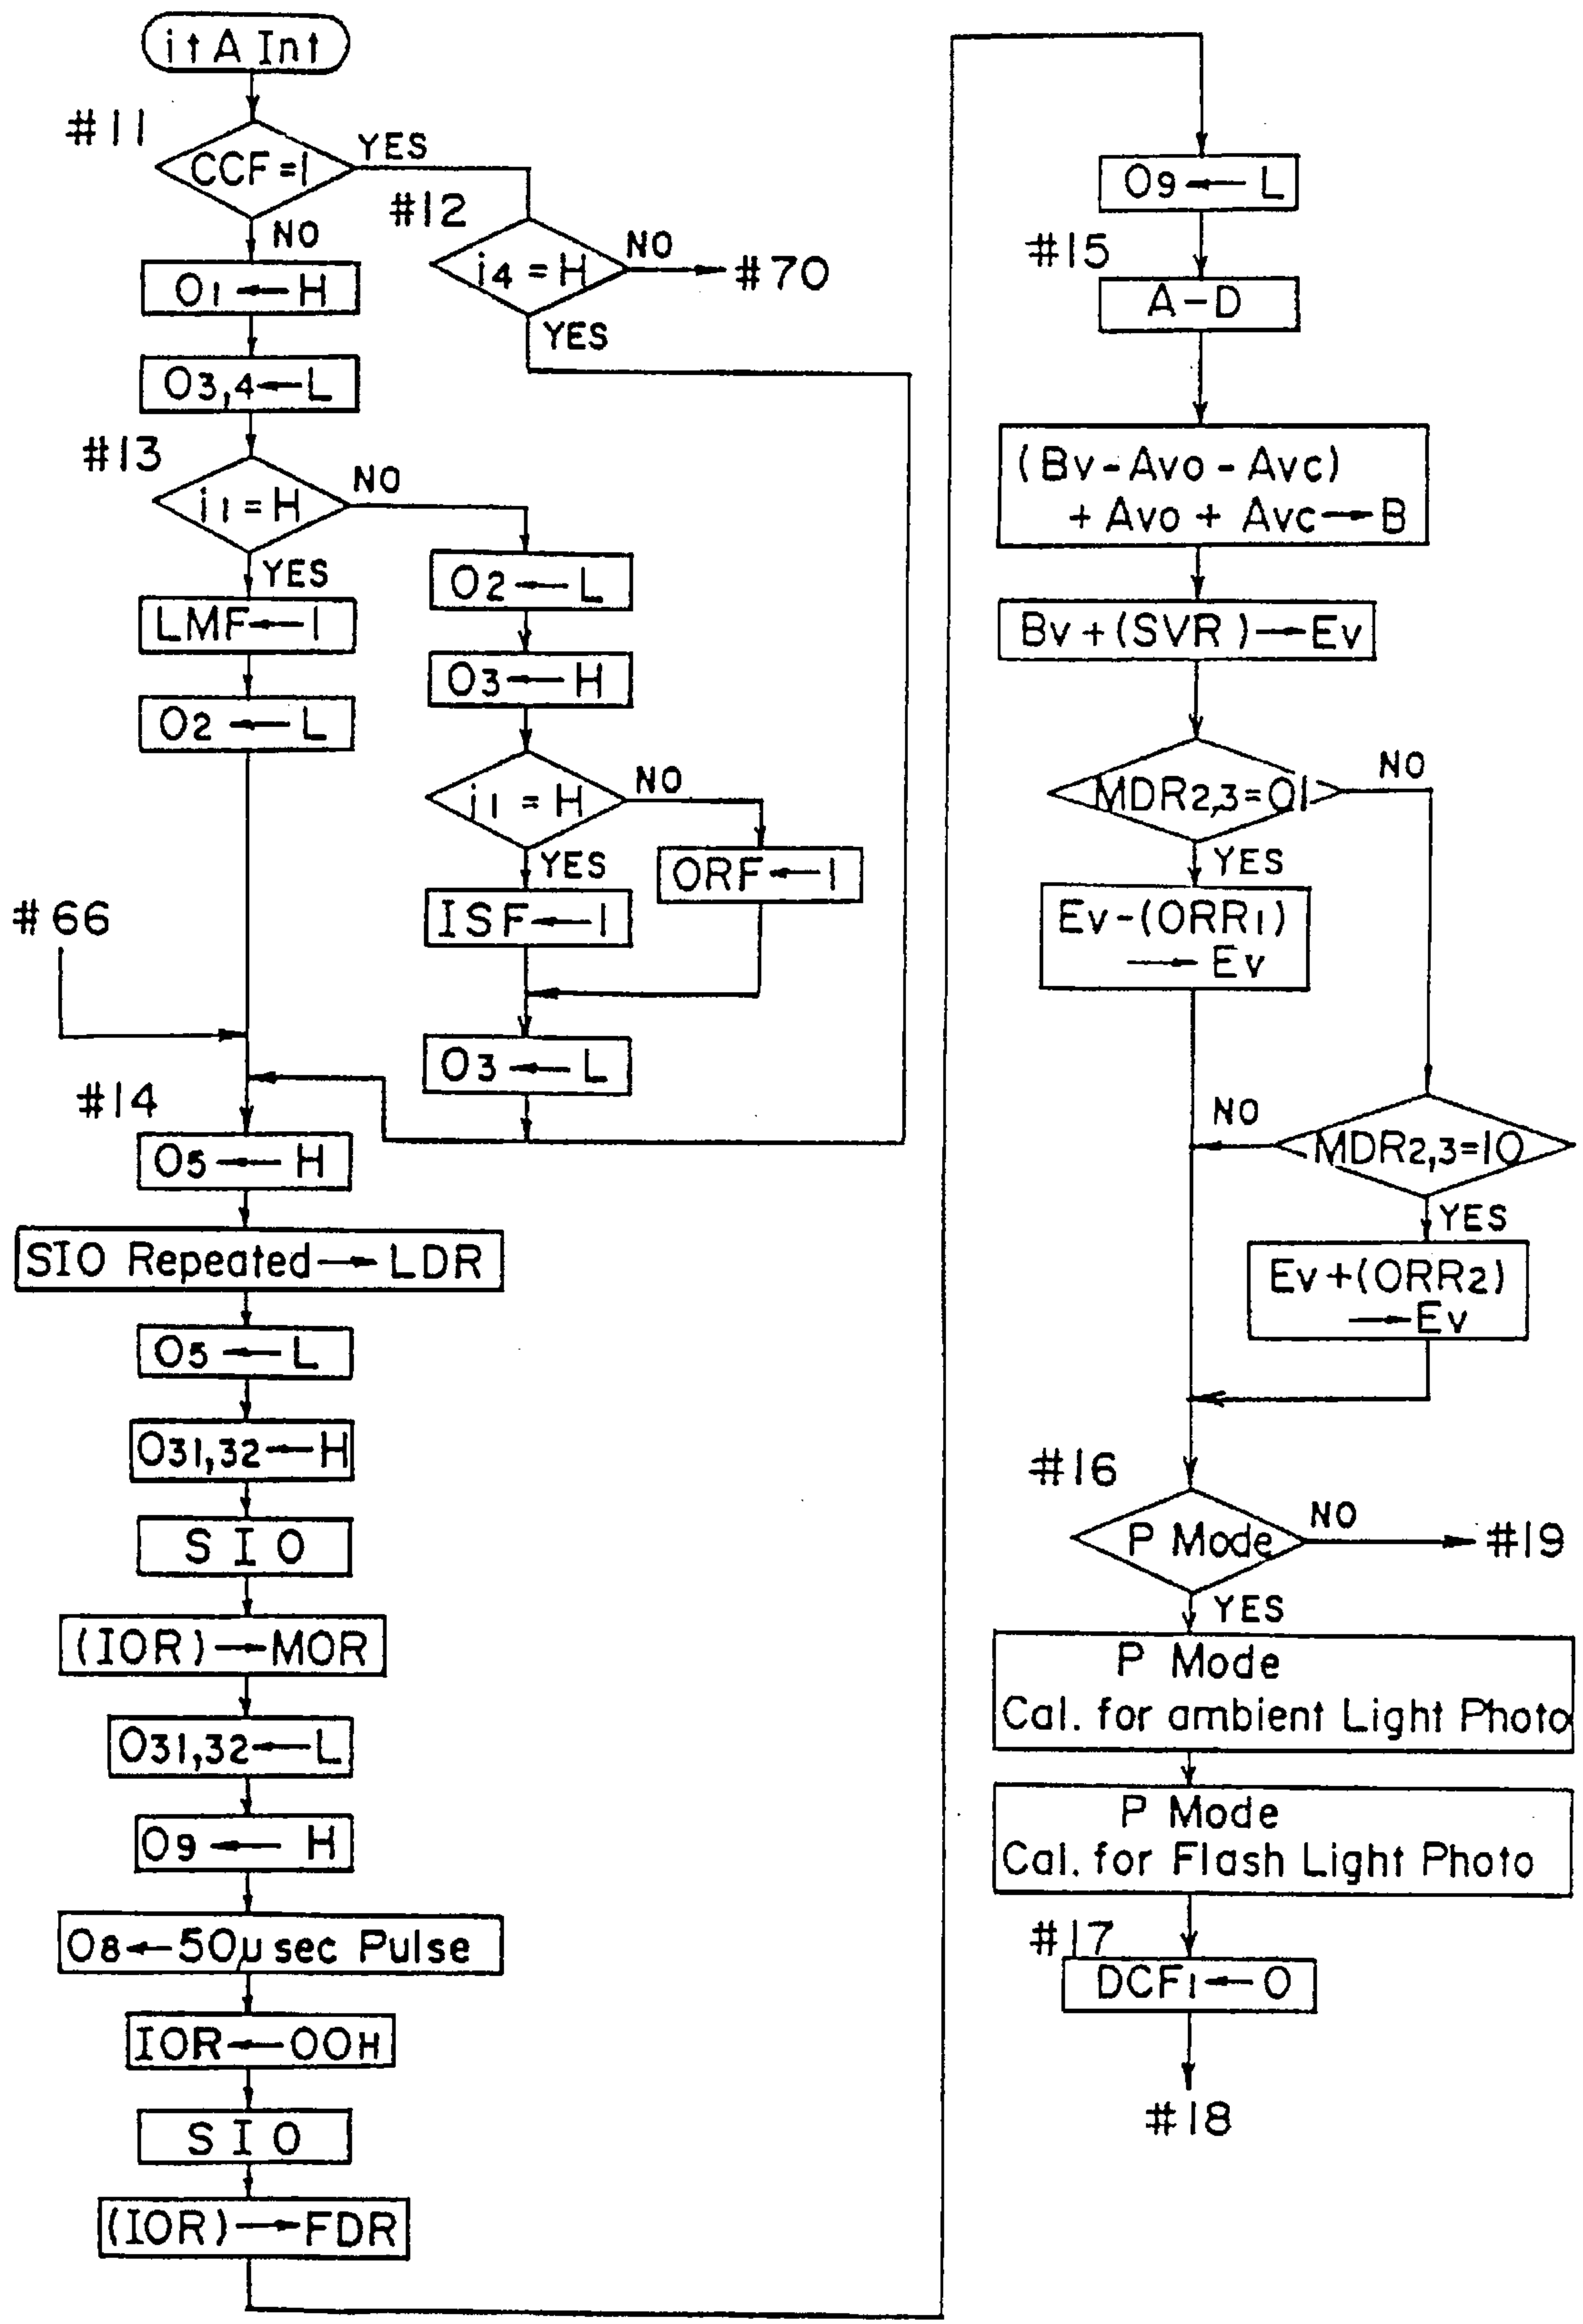 itA Int
#11
CCF=1
YES
NO
#12
i4=H
NO
#70
YES
O1←H
O3,4←L
#13
i1=H
NO
YES
LMF←1
O2←L
O2←L
O3←H
i1=H
NO
YES
ORF←1
ISF←1
O3←L
#66
#14
O5←H
SIO Repeated→LDR
O5←L
O31,32←H
SIO
(IOR)→MOR
O31,32←L
O9←H
O8←50μsec Pulse
IOR←00H
SIO
(IOR)→FDR
O9←L
#15
A-D
(Bv-Avo-Avc)
+Avo+Avc→B
Bv+(SVR)→Ev
MDR2,3=01
NO
YES
Ev-(ORR1)
→Ev
MDR2,3=10
NO
YES
Ev+(ORR2)
→Ev
#16
P Mode
NO
#19
YES
P Mode
Cal. for ambient Light Photo
P Mode
Cal. for Flash Light Photo
#17
DCF1←0
#18